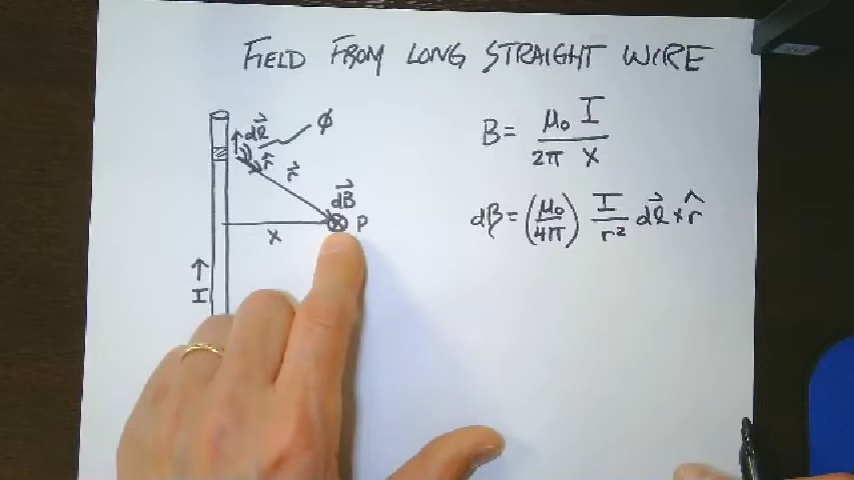 FIELD FROM LONG STRAIGHT WIRE
B = μ₀/2π I/x
dℓ⃗
φ
r̂
r⃗
dB⃗
P
x
dB = (μ₀/4π) I/r² dℓ⃗ × r̂
I